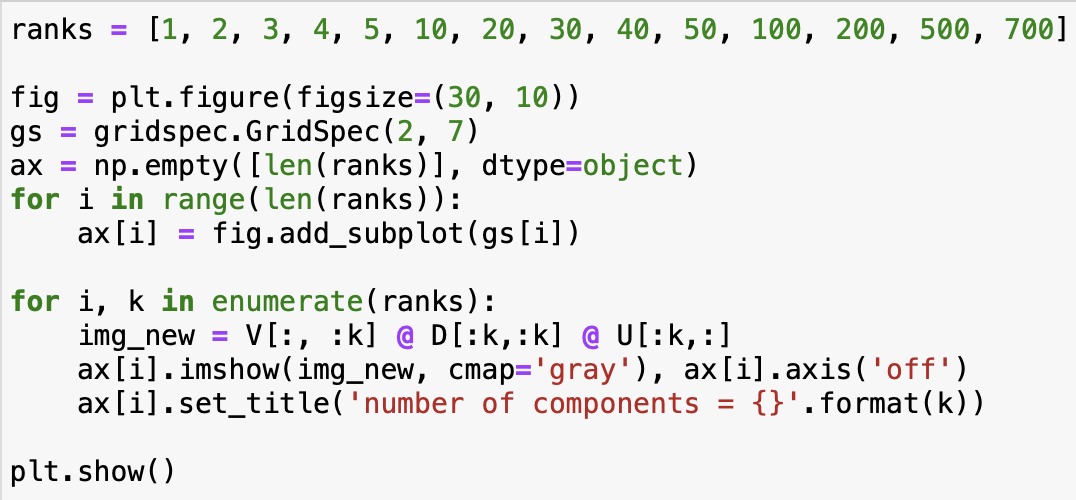 ranks = [1, 2, 3, 4, 5, 10, 20, 30, 40, 50, 100, 200, 500, 700]

fig = plt.figure(figsize=(30, 10))
gs = gridspec.GridSpec(2, 7)
ax = np.empty([len(ranks)], dtype=object)
for i in range(len(ranks)):
    ax[i] = fig.add_subplot(gs[i])

for i, k in enumerate(ranks):
    img_new = V[:, :k] @ D[:k,:k] @ U[:k,:]
    ax[i].imshow(img_new, cmap='gray'), ax[i].axis('off')
    ax[i].set_title('number of components = {}'.format(k))

plt.show()